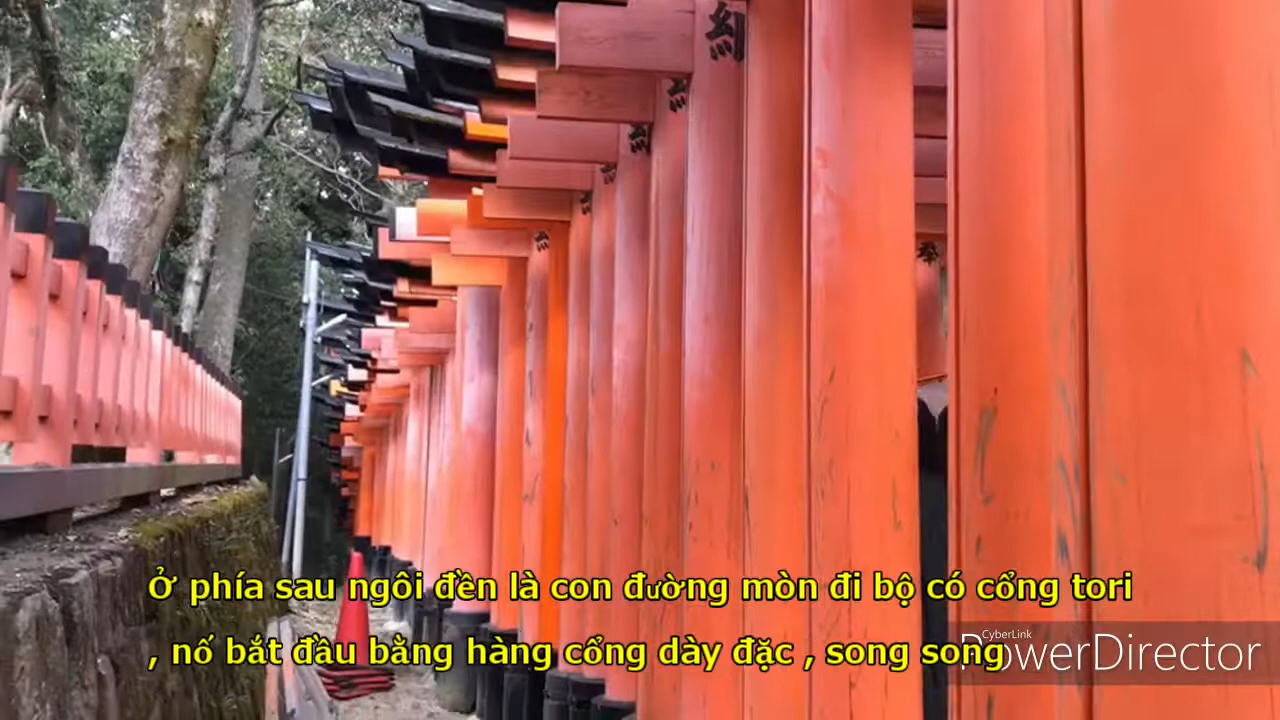 Ở phía sau ngôi đền là con đường mòn đi bộ có cổng tori
, nố bắt đầu bằng hàng cổng dày đặc , song song
CyberLink
PowerDirector